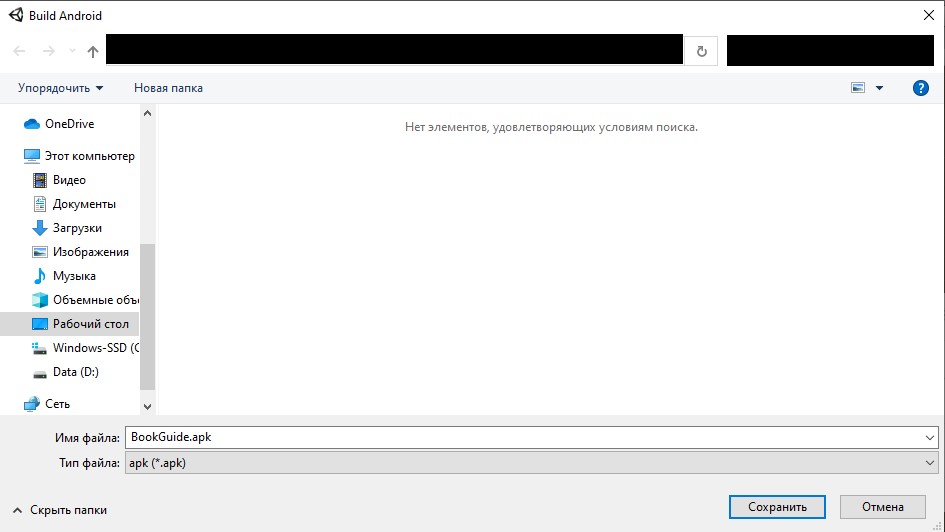 Build Android
Упорядочить
Новая папка
?
OneDrive
Нет элементов, удовлетворяющих условиям поиска.
Этот компьютер
Видео
Документы
Загрузки
Изображения
Музыка
Объемные объ
Рабочий стол
Windows-SSD (C
Data (D:)
Сеть
Имя файла:
BookGuide.apk
Тип файла:
apk (*.apk)
Скрыть папки
Сохранить
Отмена